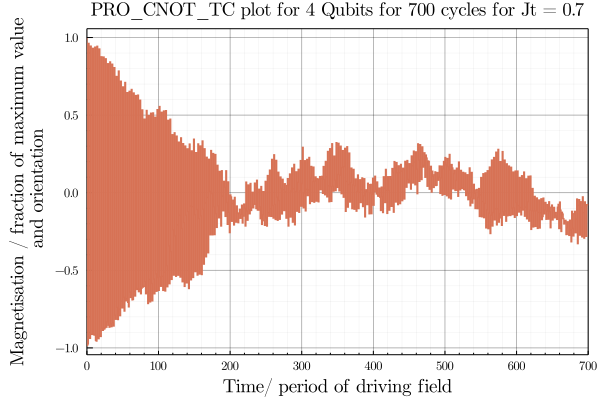 PRO_CNOT_TC plot for 4 Qubits for 700 cycles for Jt = 0.7
Magnetisation / fraction of maximum value
and orientation
1.0
0.5
0.0
−0.5
−1.0
0 100 200 300 400 500 600 700
Time/ period of driving field